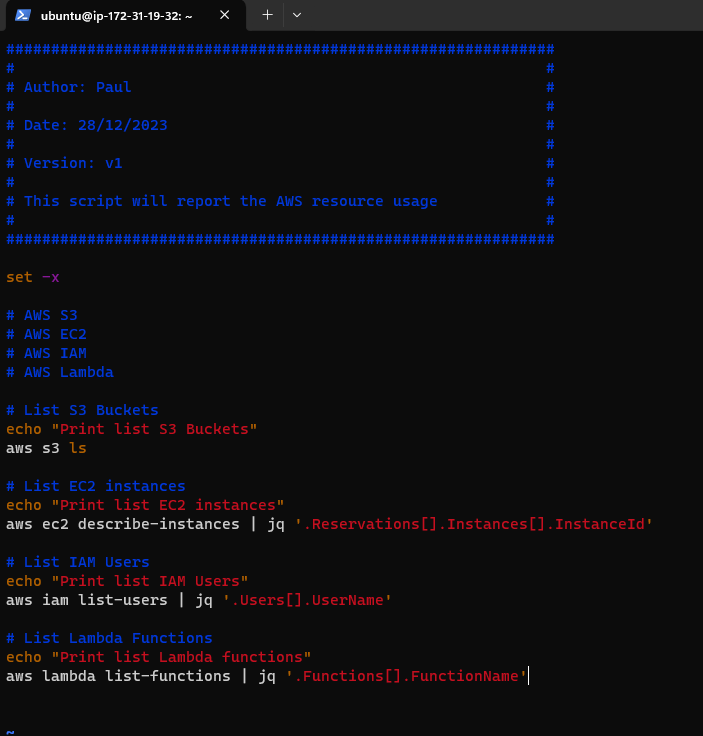 ubuntu@ip-172-31-19-32: ~
#############################################################
#                                                           #
# Author: Paul                                              #
#                                                           #
# Date: 28/12/2023                                          #
#                                                           #
# Version: v1                                               #
#                                                           #
# This script will report the AWS resource usage            #
#                                                           #
#############################################################
set -x
# AWS S3
# AWS EC2
# AWS IAM
# AWS Lambda
# List S3 Buckets
echo "Print list S3 Buckets"
aws s3 ls
# List EC2 instances
echo "Print list EC2 instances"
aws ec2 describe-instances | jq '.Reservations[].Instances[].InstanceId'
# List IAM Users
echo "Print list IAM Users"
aws iam list-users | jq '.Users[].UserName'
# List Lambda Functions
echo "Print list Lambda functions"
aws lambda list-functions | jq '.Functions[].FunctionName'
~